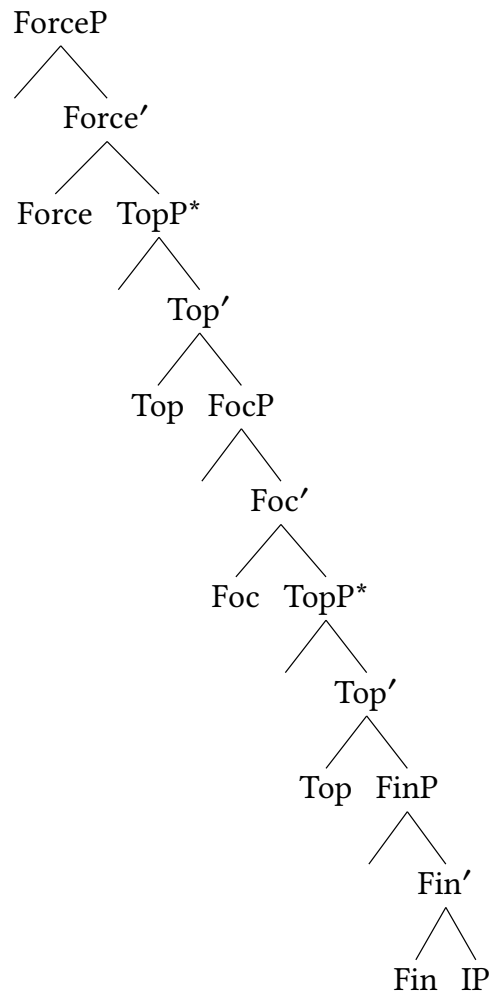 ForceP
Force′
Force TopP*
Top′
Top FocP
Foc′
Foc TopP*
Top′
Top FinP
Fin′
Fin IP